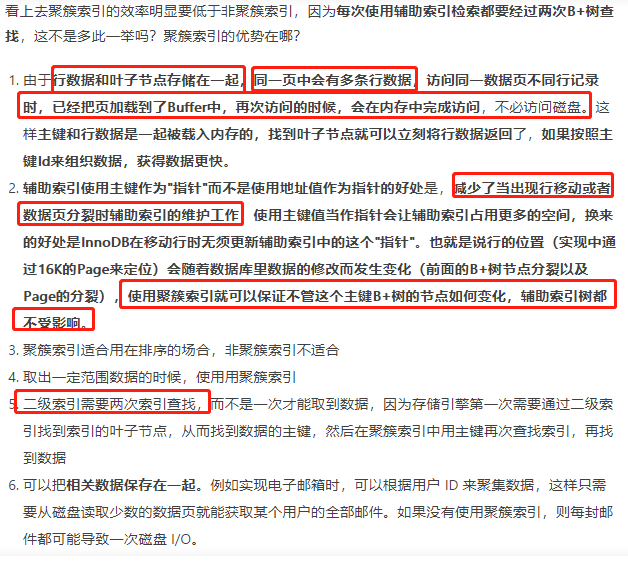 看上去聚簇索引的效率明显要低于非聚簇索引，因为每次使用辅助索引检索都要经过两次B+树查
找，这不是多此一举吗？聚簇索引的优势在哪？
1. 由于行数据和叶子节点存储在一起，同一页中会有多条行数据，访问同一数据页不同行记录
时，已经把页加载到了Buffer中，再次访问的时候，会在内存中完成访问，不必访问磁盘。这
样主键和行数据是一起被载入内存的，找到叶子节点就可以立刻将行数据返回了，如果按照主
键Id来组织数据，获得数据更快。
2. 辅助索引使用主键作为"指针"而不是使用地址值作为指针的好处是，减少了当出现行移动或者
数据页分裂时辅助索引的维护工作，使用主键值当作指针会让辅助索引占用更多的空间，换来
的好处是InnoDB在移动行时无须更新辅助索引中的这个"指针"。也就是说行的位置（实现中通
过16K的Page来定位）会随着数据库里数据的修改而发生变化（前面的B+树节点分裂以及
Page的分裂），使用聚簇索引就可以保证不管这个主键B+树的节点如何变化，辅助索引树都
不受影响。
3. 聚簇索引适合用在排序的场合，非聚簇索引不适合
4. 取出一定范围数据的时候，使用用聚簇索引
5. 二级索引需要两次索引查找，而不是一次才能取到数据，因为存储引擎第一次需要通过二级索
引找到索引的叶子节点，从而找到数据的主键，然后在聚簇索引中用主键再次查找索引，再找
到数据
6. 可以把相关数据保存在一起。例如实现电子邮箱时，可以根据用户 ID 来聚集数据，这样只需
要从磁盘读取少数的数据页就能获取某个用户的全部邮件。如果没有使用聚簇索引，则每封邮
件都可能导致一次磁盘 I/O。